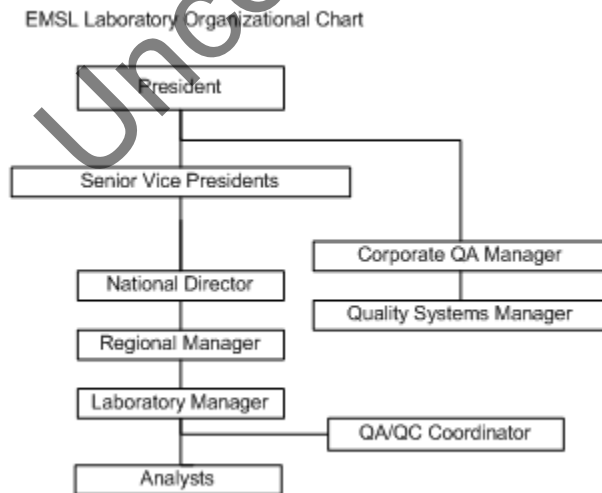 EMSL Laboratory Organizational Chart
President
Senior Vice Presidents
Corporate QA Manager
National Director
Quality Systems Manager
Regional Manager
Laboratory Manager
QA/QC Coordinator
Analysts